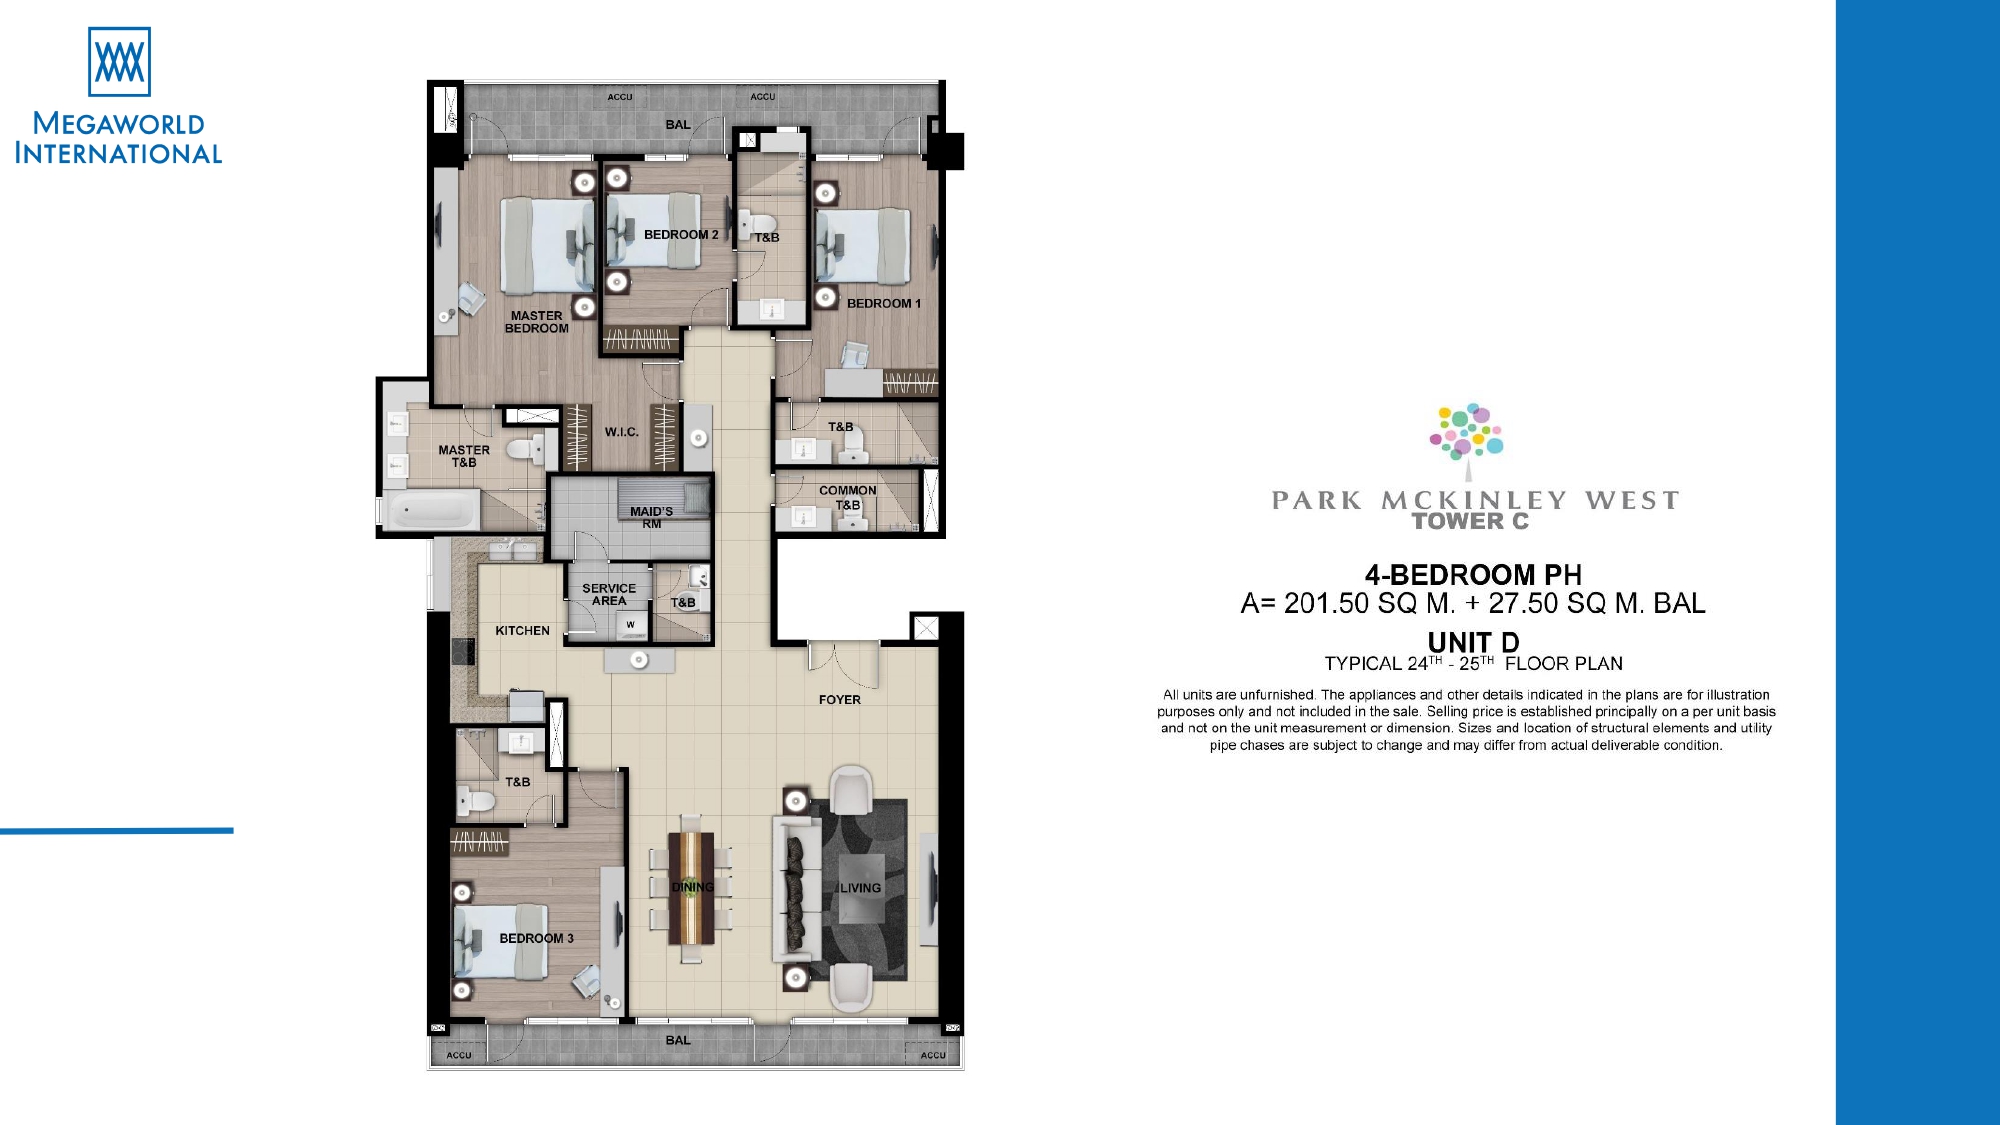 MEGAWORLD
INTERNATIONAL
ACCU
ACCU
BAL
BEDROOM 2
T&B
BEDROOM 1
MASTER
BEDROOM
W.I.C.
T&B
MASTER
T&B
COMMON
T&B
MAID'S
RM
SERVICE
AREA
T&B
W
KITCHEN
FOYER
T&B
DINING
LIVING
BEDROOM 3
BAL
ACCU
ACCU
PARK MCKINLEY WEST
TOWER C
4-BEDROOM PH
A= 201.50 SQ M. + 27.50 SQ M. BAL
UNIT D
TYPICAL 24TH - 25TH FLOOR PLAN
All units are unfurnished. The appliances and other details indicated in the plans are for illustration
purposes only and not included in the sale. Selling price is established principally on a per unit basis
and not on the unit measurement or dimension. Sizes and location of structural elements and utility
pipe chases are subject to change and may differ from actual deliverable condition.